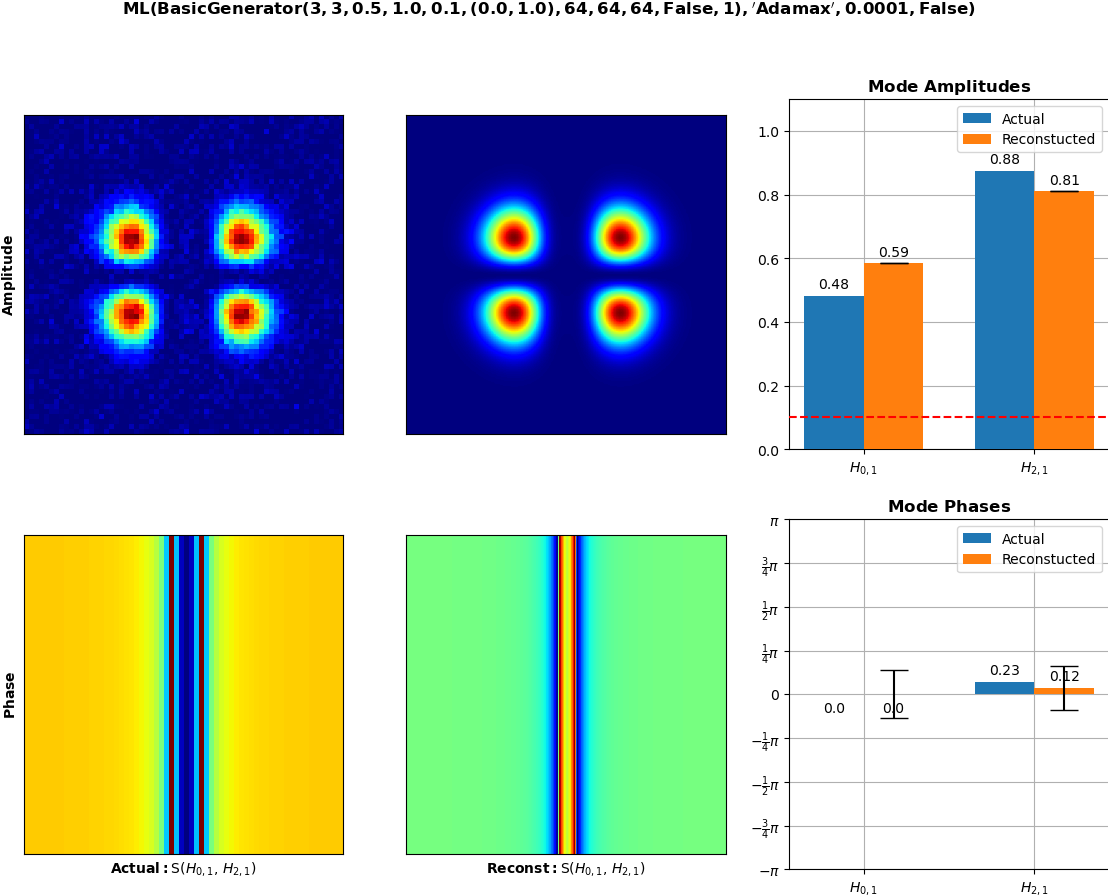 ML(BasicGenerator(3, 3, 0.5, 1.0, 0.1, (0.0, 1.0), 64, 64, 64, False, 1), ′Adamax′, 0.0001, False)
Amplitude
Mode Amplitudes
Actual
Reconstucted
1.0
0.8
0.6
0.4
0.2
0.0
0.48
0.59
0.88
0.81
H0, 1
H2, 1
Phase
Actual: S(H0, 1, H2, 1)
Reconst: S(H0, 1, H2, 1)
Mode Phases
Actual
Reconstucted
π
3/4π
1/2π
1/4π
0
−1/4π
−1/2π
−3/4π
−π
0.0
0.0
0.23
0.12
H0, 1
H2, 1